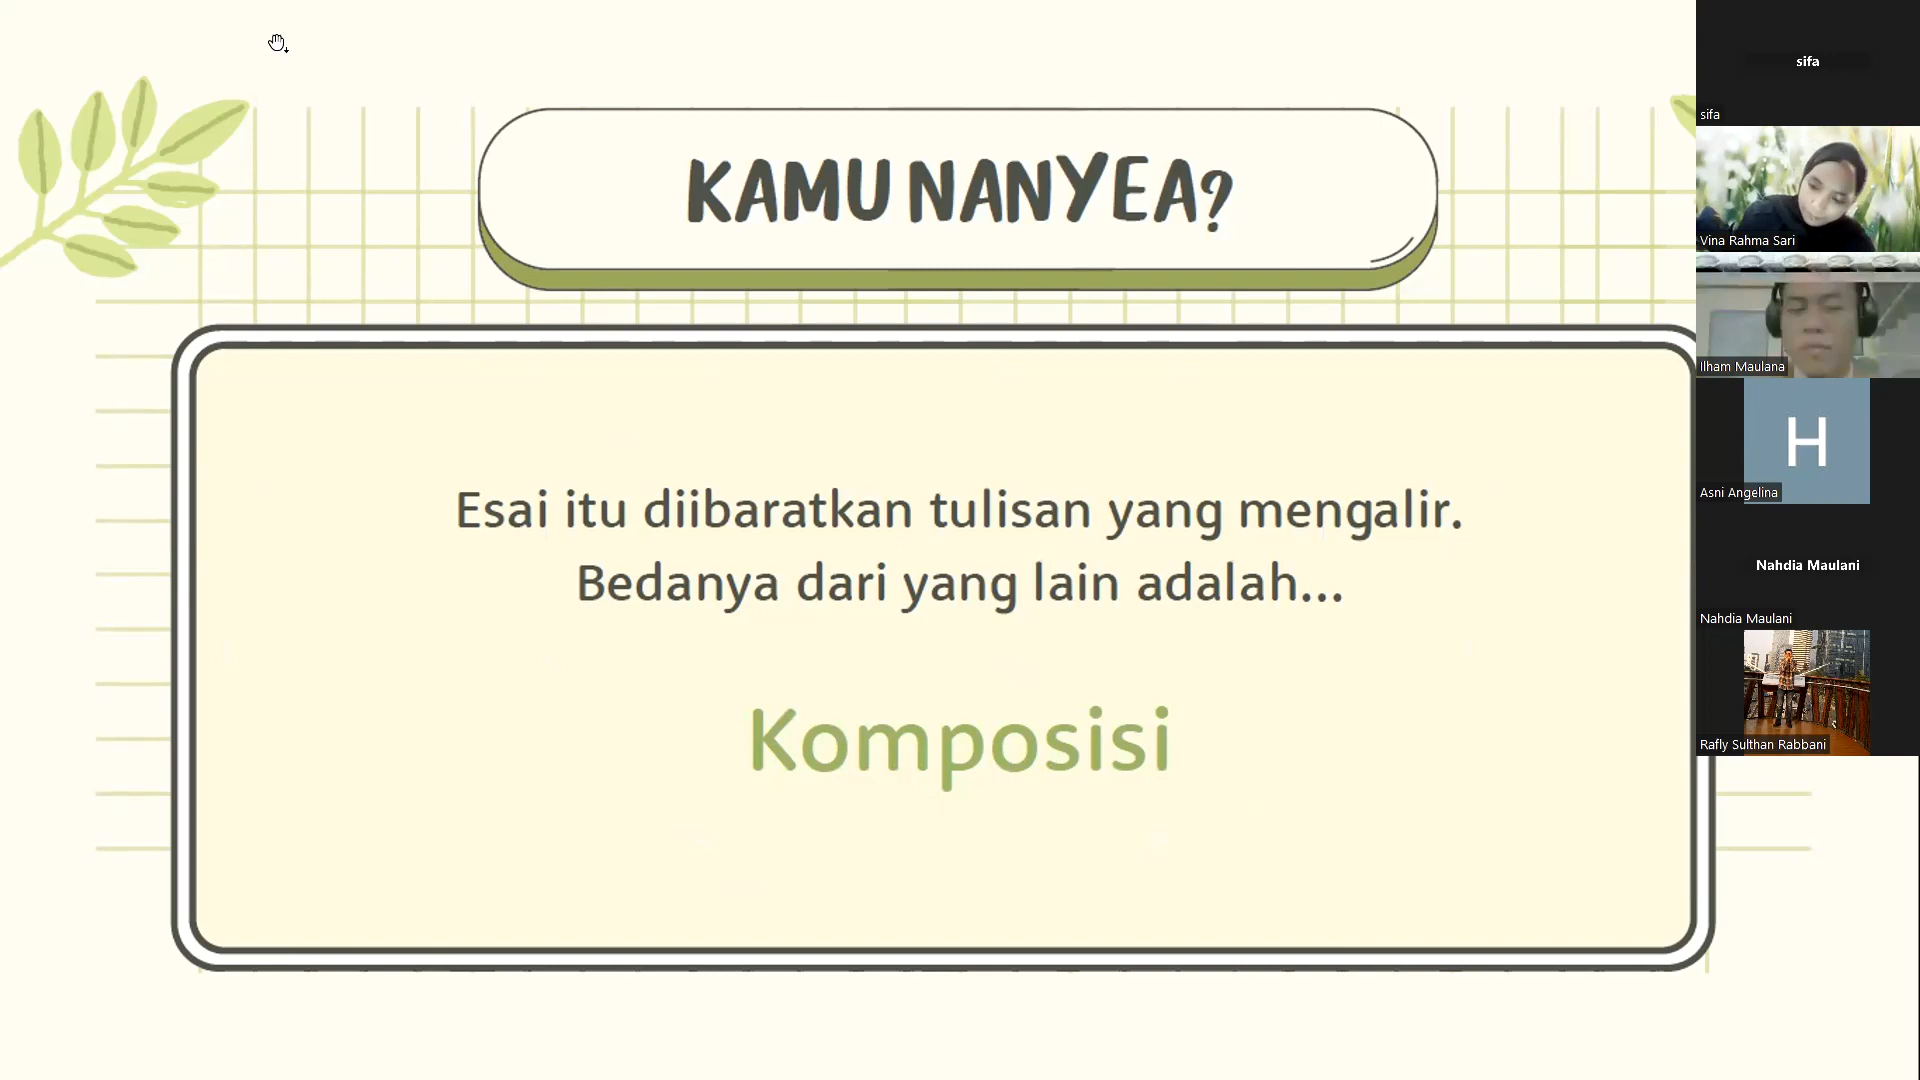 KAMU NANYEA?
Esai itu diibaratkan tulisan yang mengalir.
Bedanya dari yang lain adalah...
Komposisi
sifa
sifa
Vina Rahma Sari
Ilham Maulana
H
Asni Angelina
Nahdia Maulani
Nahdia Maulani
Rafly Sulthan Rabbani